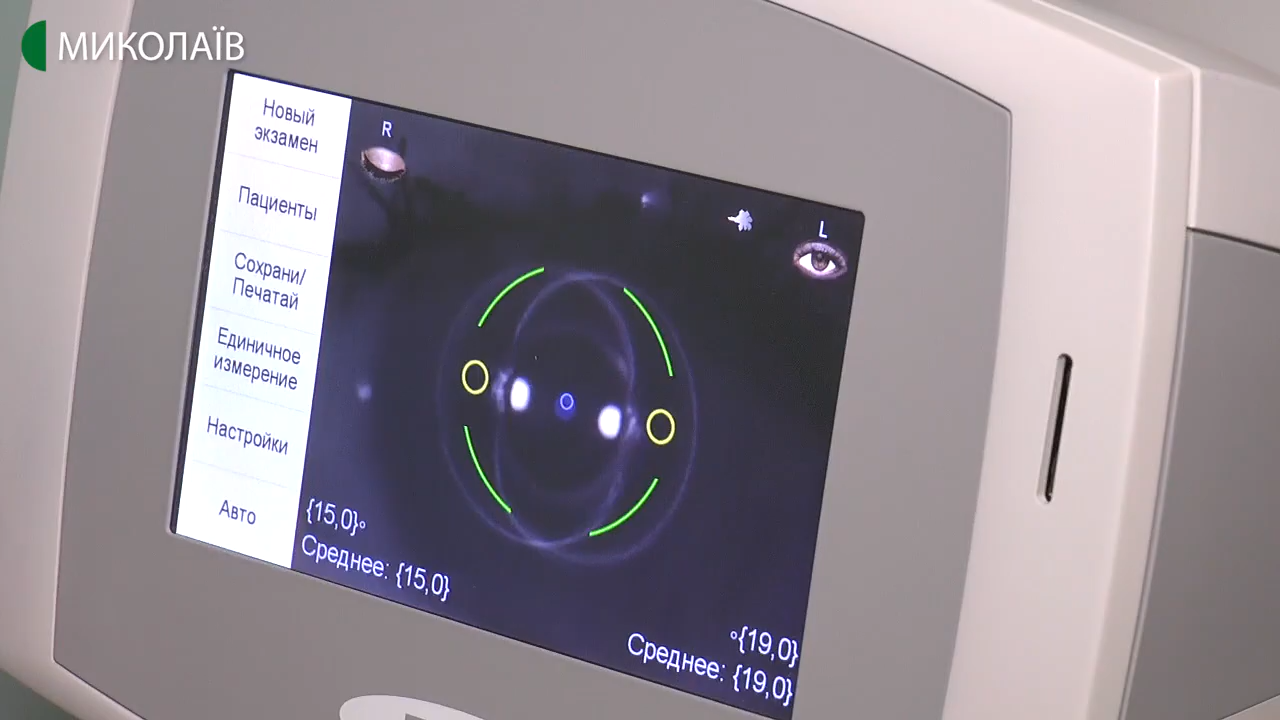 МИКОЛАЇВ
Новый
экзамен
Пациенты
Сохрани/
Печатай
Единичное
измерение
Настройки
Авто
R
L
{15,0}°
Среднее: {15,0}
°{19,0}
Среднее: {19,0}